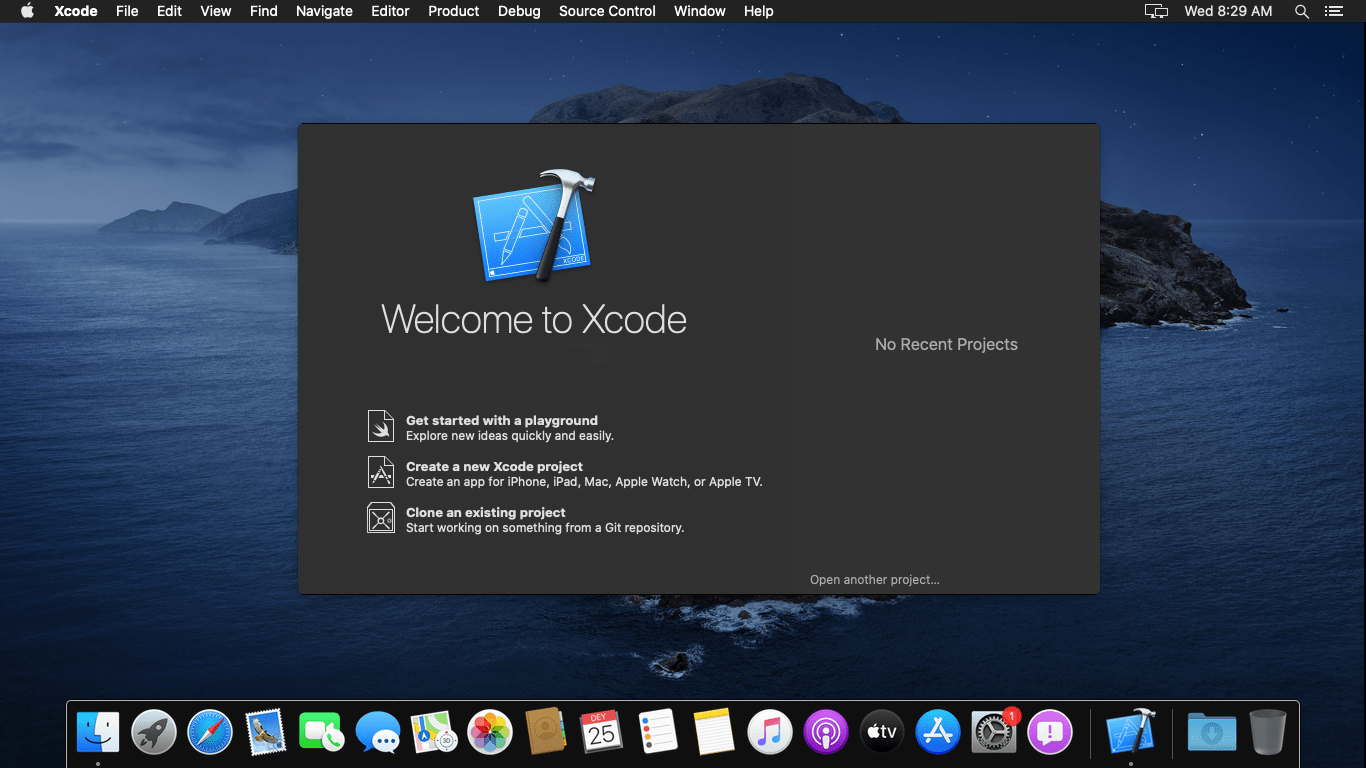 Xcode File Edit View Find Navigate Editor Product Debug Source Control Window Help Wed 8:29 AM
XCODE
Welcome to Xcode
No Recent Projects
Get started with a playground
Explore new ideas quickly and easily.
Create a new Xcode project
Create an app for iPhone, iPad, Mac, Apple Watch, or Apple TV.
Clone an existing project
Start working on something from a Git repository.
Open another project...
3D
DEY
25
tv
1